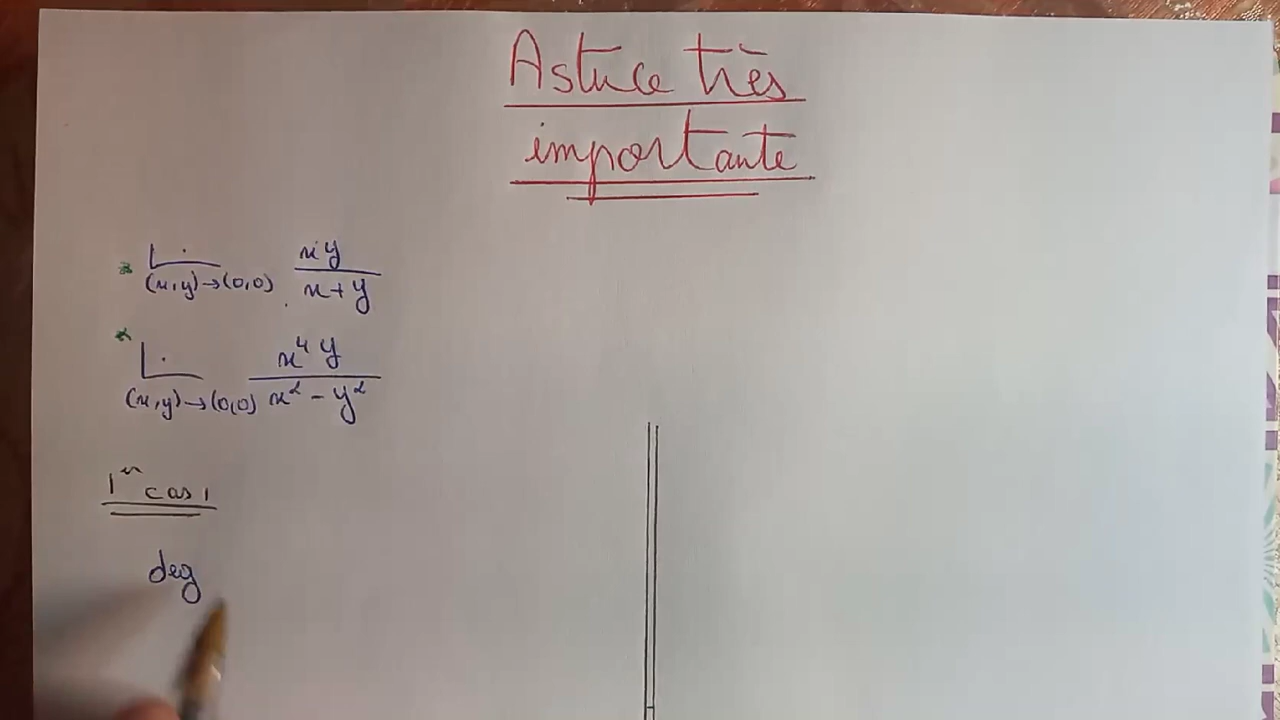 Astuce très
importante
* L. (x,y)→(0,0) xy / x+y
* L. (x,y)→(0,0) x⁴y / x² - y²
1er cas
deg